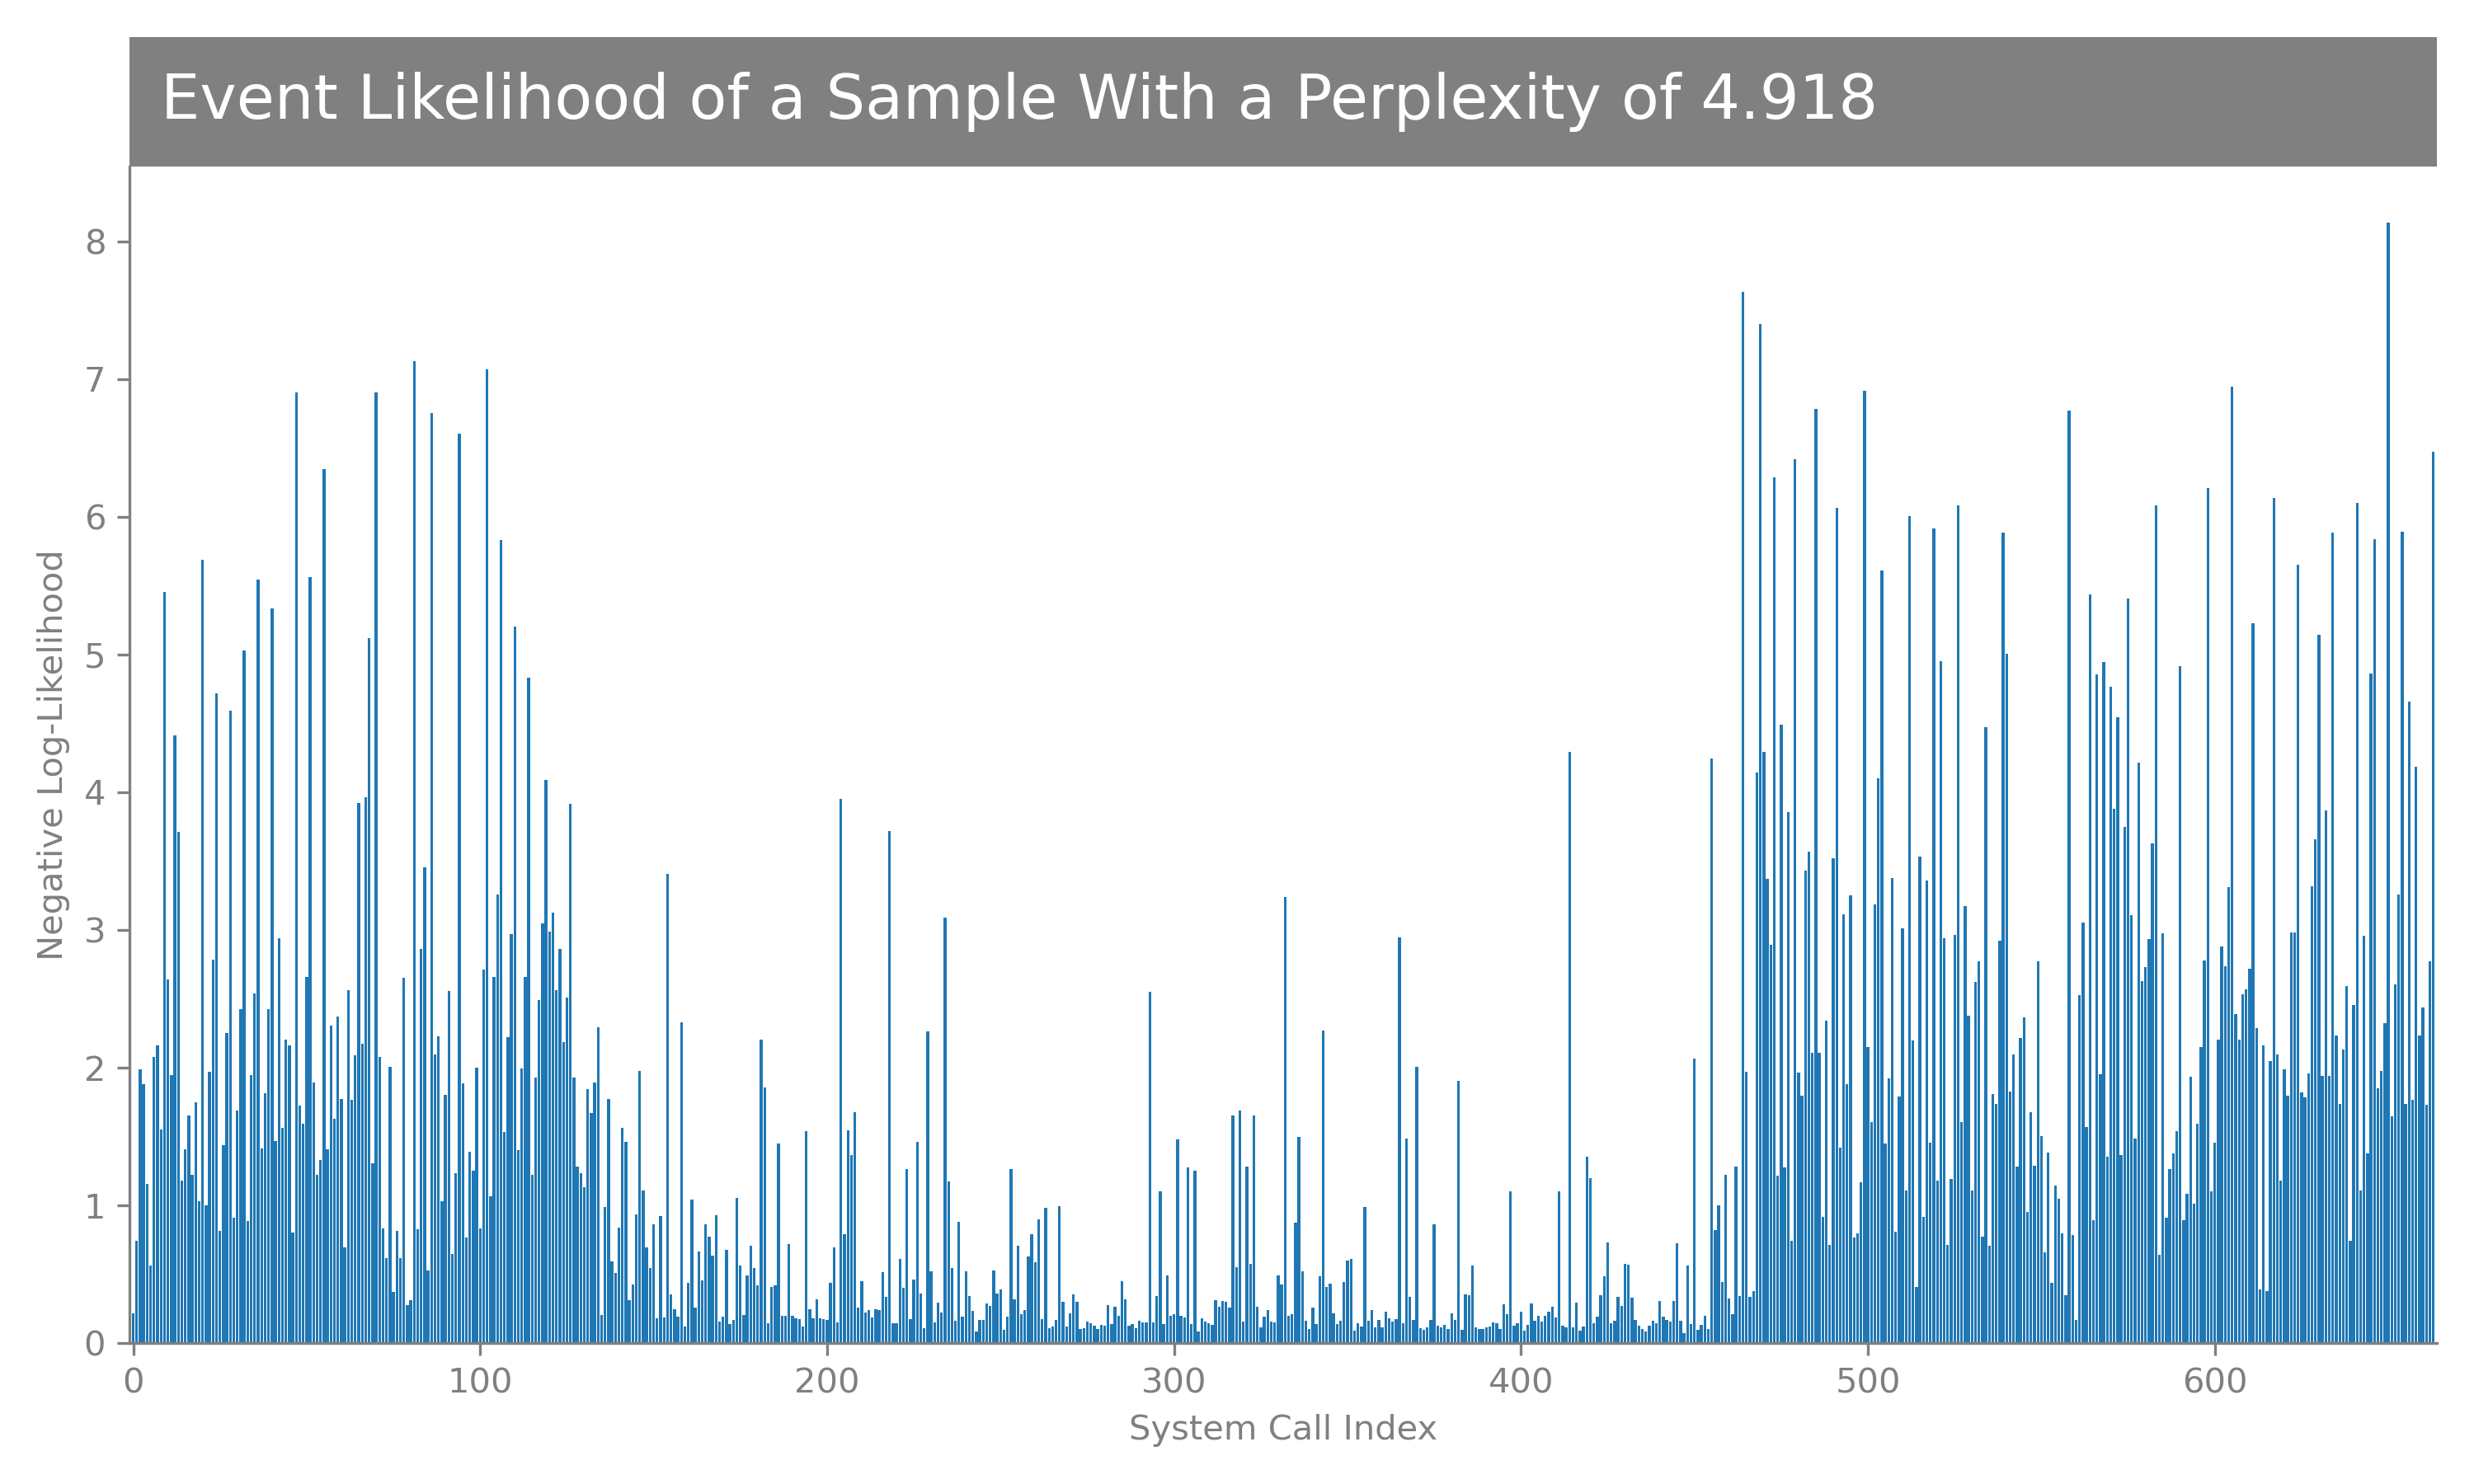 Event Likelihood of a Sample With a Perplexity of 4.918
8
7
6
5
4
3
2
1
0
Negative Log-Likelihood
0 100 200 300 400 500 600
System Call Index